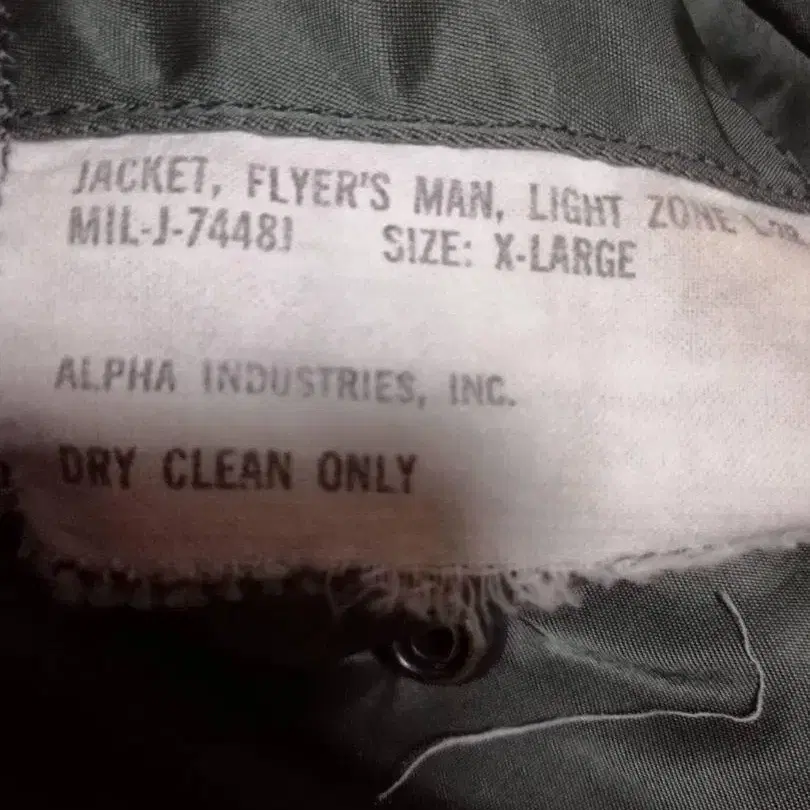 JACKET, FLYER'S MAN, LIGHT ZONE
MIL-J-7448J SIZE: X-LARGE
ALPHA INDUSTRIES, INC.
DRY CLEAN ONLY